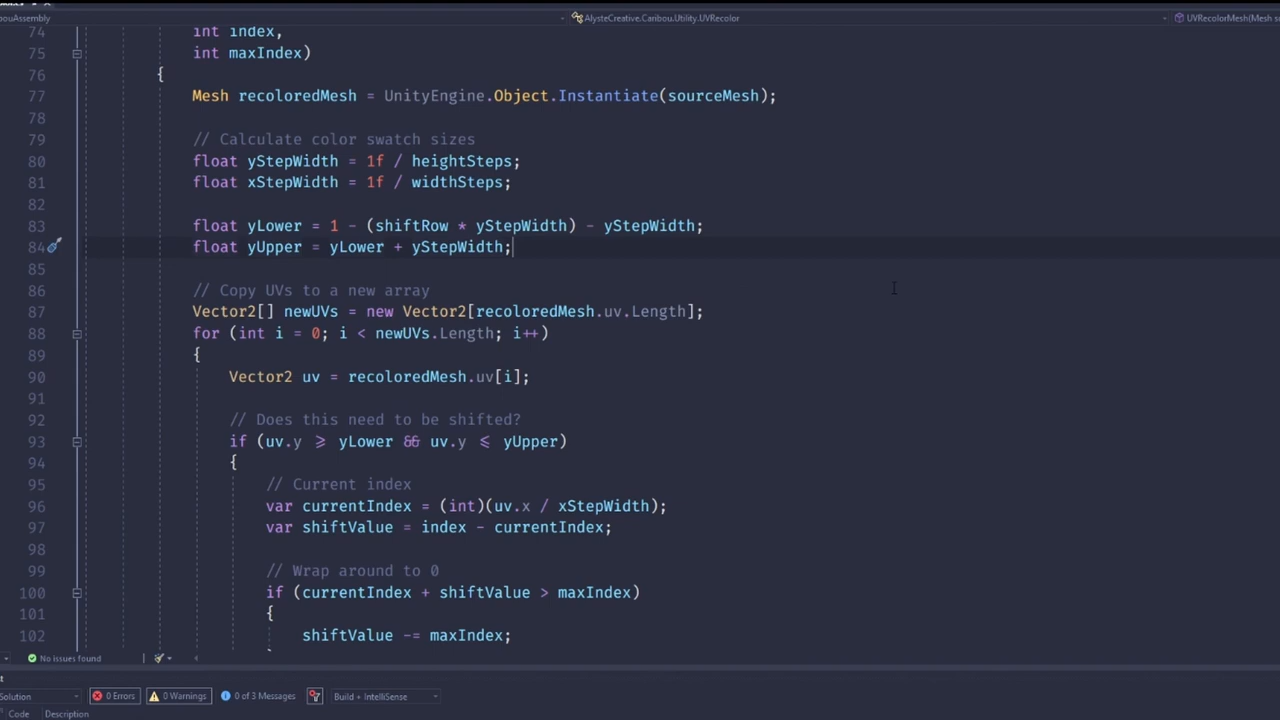 ouAssembly
AlysteCreative.Caribou.Utility.UVRecolor
UVRecolorMesh(Mesh s
74 int index,
75 int maxIndex)
76 {
77 Mesh recoloredMesh = UnityEngine.Object.Instantiate(sourceMesh);
78
79 // Calculate color swatch sizes
80 float yStepWidth = 1f / heightSteps;
81 float xStepWidth = 1f / widthSteps;
82
83 float yLower = 1 - (shiftRow * yStepWidth) - yStepWidth;
84 float yUpper = yLower + yStepWidth;
85
86 // Copy UVs to a new array
87 Vector2[] newUVs = new Vector2[recoloredMesh.uv.Length];
88 for (int i = 0; i < newUVs.Length; i++)
89 {
90 Vector2 uv = recoloredMesh.uv[i];
91
92 // Does this need to be shifted?
93 if (uv.y >= yLower && uv.y <= yUpper)
94 {
95 // Current index
96 var currentIndex = (int)(uv.x / xStepWidth);
97 var shiftValue = index - currentIndex;
98
99 // Wrap around to 0
100 if (currentIndex + shiftValue > maxIndex)
101 {
102 shiftValue -= maxIndex;
No issues found
t
Solution
0 Errors
0 Warnings
0 of 3 Messages
Build + IntelliSense
Code
Description